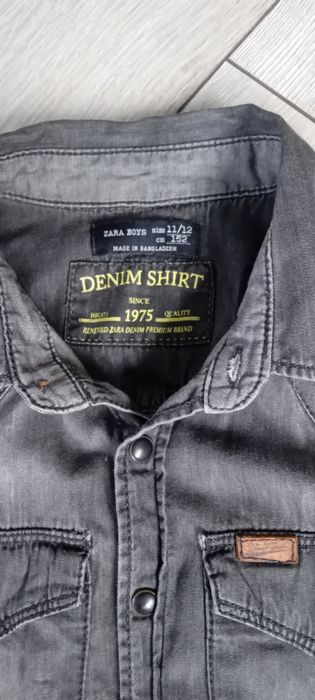 ZARA BOYS size 11/12
cm 152
MADE IN BANGLADESH
DENIM SHIRT
SINCE
1975 QUALITY
RENEWED ZARA DENIM PREMIUM BRAND